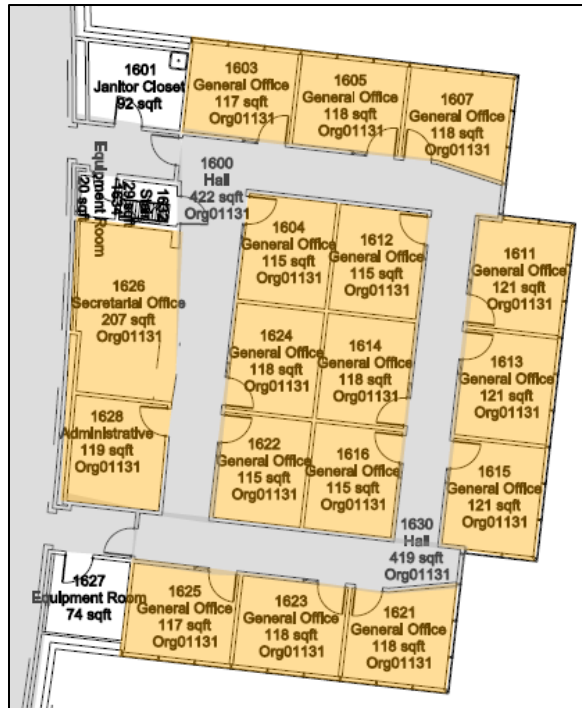 1601
Janitor Closet
92 sqft
1603
General Office
117 sqft
Org01131
1605
General Office
118 sqft
Org01131
1607
General Office
118 sqft
Org01131
1600
Hall
422 sqft
Org01131
Equipment Room
1634
20 sqft
1632
Stair
29 sqft
1604
General Office
115 sqft
Org01131
1612
General Office
115 sqft
Org01131
1611
General Office
121 sqft
Org01131
1626
Secretarial Office
207 sqft
Org01131
1624
General Office
118 sqft
Org01131
1614
General Office
118 sqft
Org01131
1613
General Office
121 sqft
Org01131
1628
Administrative
119 sqft
Org01131
1622
General Office
115 sqft
Org01131
1616
General Office
115 sqft
Org01131
1615
General Office
121 sqft
Org01131
1630
Hall
419 sqft
Org01131
1627
Equipment Room
74 sqft
1625
General Office
117 sqft
Org01131
1623
General Office
118 sqft
Org01131
1621
General Office
118 sqft
Org01131